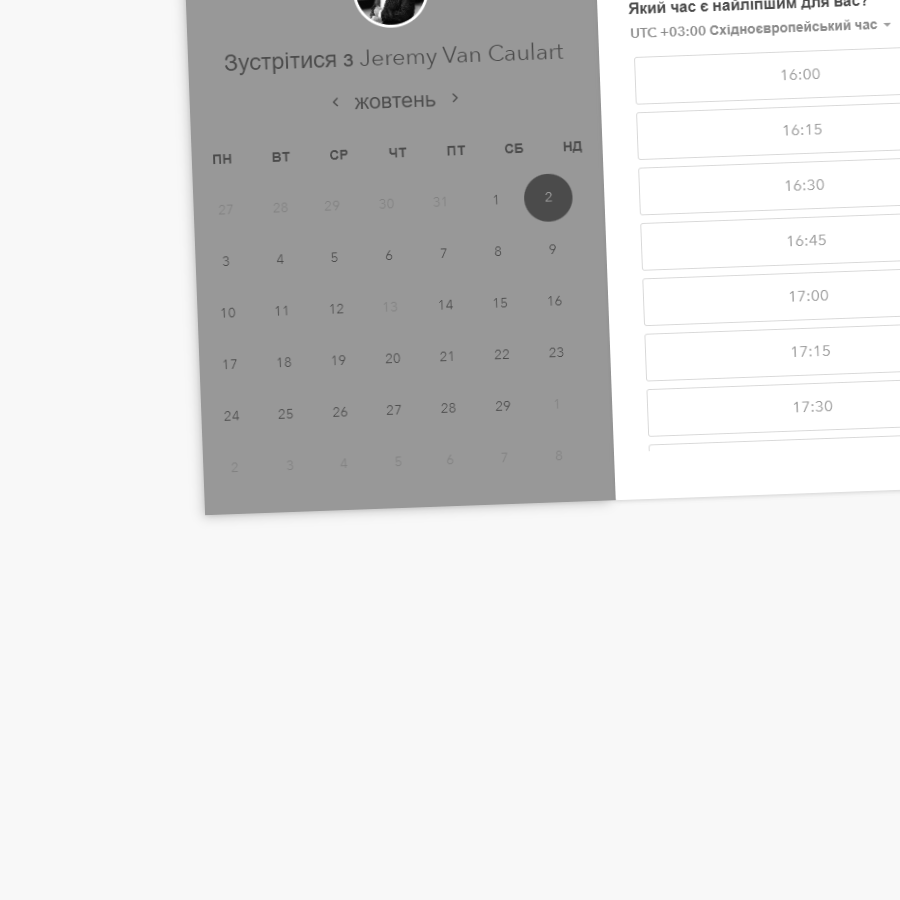 Зустрітися з Jeremy Van Caulart
‹ жовтень ›
ПН ВТ СР ЧТ ПТ СБ НД
27 28 29 30 31 1 2
3 4 5 6 7 8 9
10 11 12 13 14 15 16
17 18 19 20 21 22 23
24 25 26 27 28 29 1
2 3 4 5 6 7 8
Який час є найліпшим для вас?
UTC +03:00 Східноєвропейський час
16:00
16:15
16:30
16:45
17:00
17:15
17:30